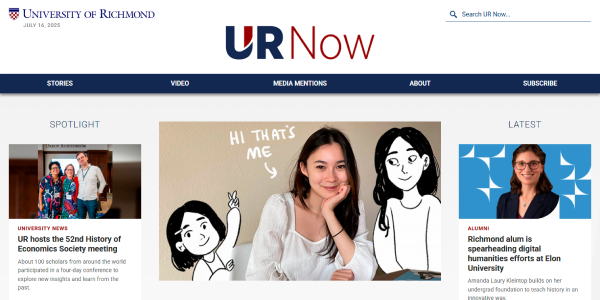 UNIVERSITY OF RICHMOND
JULY 16, 2025
Search UR Now...
UR Now
STORIES
VIDEO
MEDIA MENTIONS
ABOUT
SUBSCRIBE
SPOTLIGHT
UNIVERSITY NEWS
UR hosts the 52nd History of
Economics Society meeting
About 100 scholars from around the world
participated in a four-day conference to
explore new insights and learn from the
past.
HI THAT'S
ME
LATEST
ALUMNI
Richmond alum is
spearheading digital
humanities efforts at Elon
University
Amanda Laury Kleintop builds on her
undergrad foundation to teach history in an
innovative way.